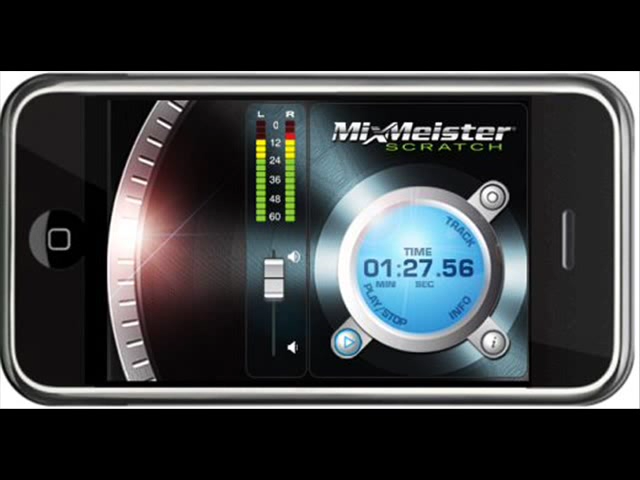 L R
0
12
24
36
48
60
MixMeister®
SCRATCH
TRACK
TIME
01:27.56
MIN SEC
PLAY/STOP
INFO
i